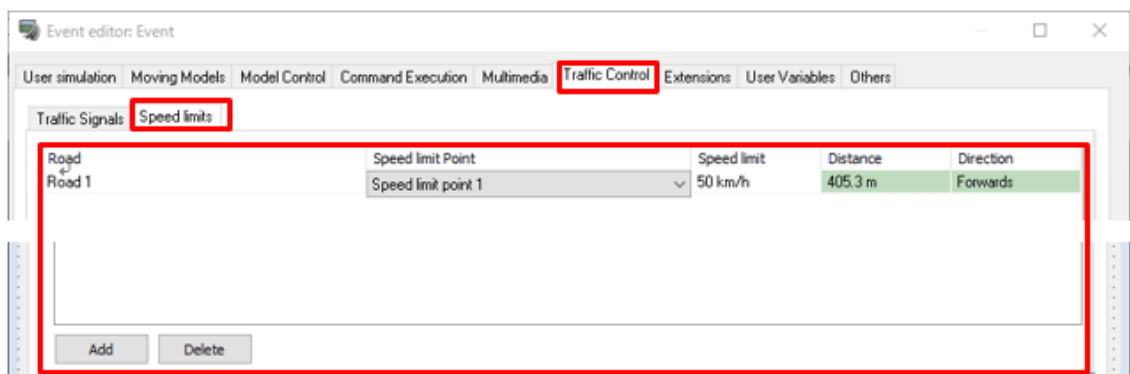 Event editor: Event
User simulation Moving Models Model Control Command Execution Multimedia Traffic Control Extensions User Variables Others
Traffic Signals Speed limits
Road Speed limit Point Speed limit Distance Direction
Road 1 Speed limit point 1 50 km/h 405.3 m Forwards
Add Delete